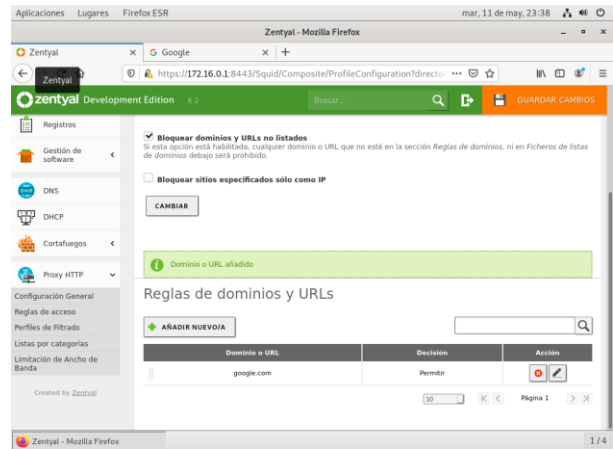 Aplicaciones Lugares Firefox ESR mar, 11 de may, 23:38
Zentyal - Mozilla Firefox
Zentyal Google
Zentyal
https://172.16.0.1:8443/Squid/Composite/ProfileConfiguration?director
zentyal Development Edition 6.2 Buscar... GUARDAR CAMBIOS
Registros
Gestión de
software
DNS
DHCP
Cortafuegos
Proxy HTTP
Configuración General
Reglas de acceso
Perfiles de Filtrado
Listas por categorías
Limitación de Ancho de
Banda
Created by Zentyal
Bloquear dominios y URLs no listados
Si esta opción está habilitada, cualquier dominio o URL que no esté en la sección Reglas de dominios, ni en Ficheros de listas
de dominios debajo será prohibido.
Bloquear sitios especificados sólo como IP
CAMBIAR
Dominio o URL añadido
Reglas de dominios y URLs
AÑADIR NUEVO/A
Dominio o URL Decisión Acción
google.com Permitir
10 Página 1
Zentyal - Mozilla Firefox 1/4